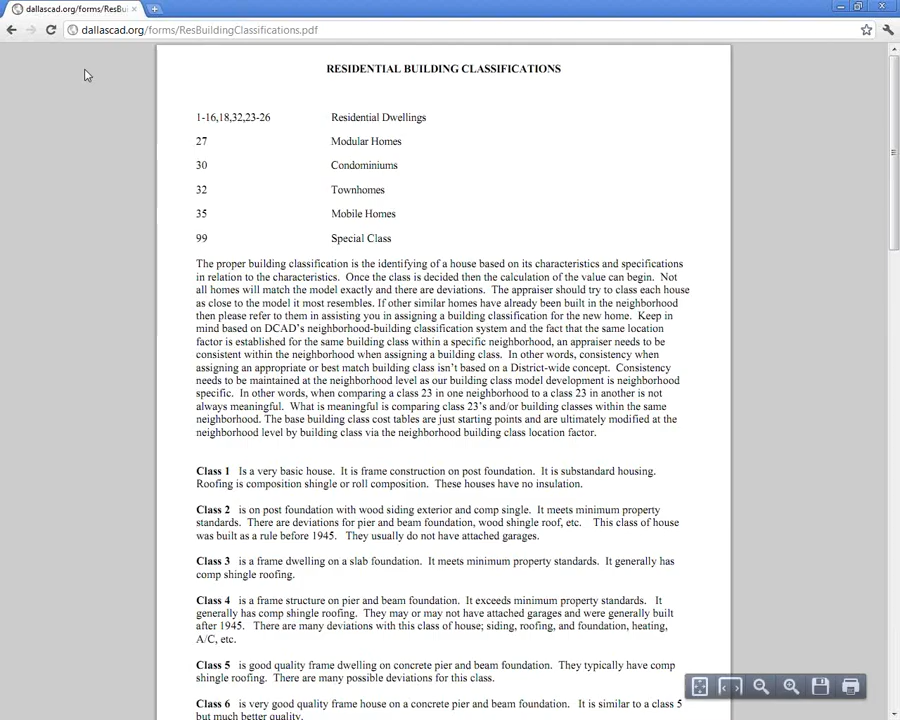 dallascad.org/forms/ResBui
dallascad.org/forms/ResBuildingClassifications.pdf
RESIDENTIAL BUILDING CLASSIFICATIONS
1-16,18,32,23-26 Residential Dwellings
27 Modular Homes
30 Condominiums
32 Townhomes
35 Mobile Homes
99 Special Class
The proper building classification is the identifying of a house based on its characteristics and specifications
in relation to the characteristics. Once the class is decided then the calculation of the value can begin. Not
all homes will match the model exactly and there are deviations. The appraiser should try to class each house
as close to the model it most resembles. If other similar homes have already been built in the neighborhood
then please refer to them in assisting you in assigning a building classification for the new home. Keep in
mind based on DCAD's neighborhood-building classification system and the fact that the same location
factor is established for the same building class within a specific neighborhood, an appraiser needs to be
consistent within the neighborhood when assigning a building class. In other words, consistency when
assigning an appropriate or best match building class isn't based on a District-wide concept. Consistency
needs to be maintained at the neighborhood level as our building class model development is neighborhood
specific. In other words, when comparing a class 23 in one neighborhood to a class 23 in another is not
always meaningful. What is meaningful is comparing class 23's and/or building classes within the same
neighborhood. The base building class cost tables are just starting points and are ultimately modified at the
neighborhood level by building class via the neighborhood building class location factor.
Class 1 Is a very basic house. It is frame construction on post foundation. It is substandard housing.
Roofing is composition shingle or roll composition. These houses have no insulation.
Class 2 is on post foundation with wood siding exterior and comp single. It meets minimum property
standards. There are deviations for pier and beam foundation, wood shingle roof, etc. This class of house
was built as a rule before 1945. They usually do not have attached garages.
Class 3 is a frame dwelling on a slab foundation. It meets minimum property standards. It generally has
comp shingle roofing.
Class 4 is a frame structure on pier and beam foundation. It exceeds minimum property standards. It
generally has comp shingle roofing. They may or may not have attached garages and were generally built
after 1945. There are many deviations with this class of house; siding, roofing, and foundation, heating,
A/C, etc.
Class 5 is good quality frame dwelling on concrete pier and beam foundation. They typically have comp
shingle roofing. There are many possible deviations for this class.
Class 6 is very good quality frame house on a concrete pier and beam foundation. It is similar to a class 5
but much better quality.